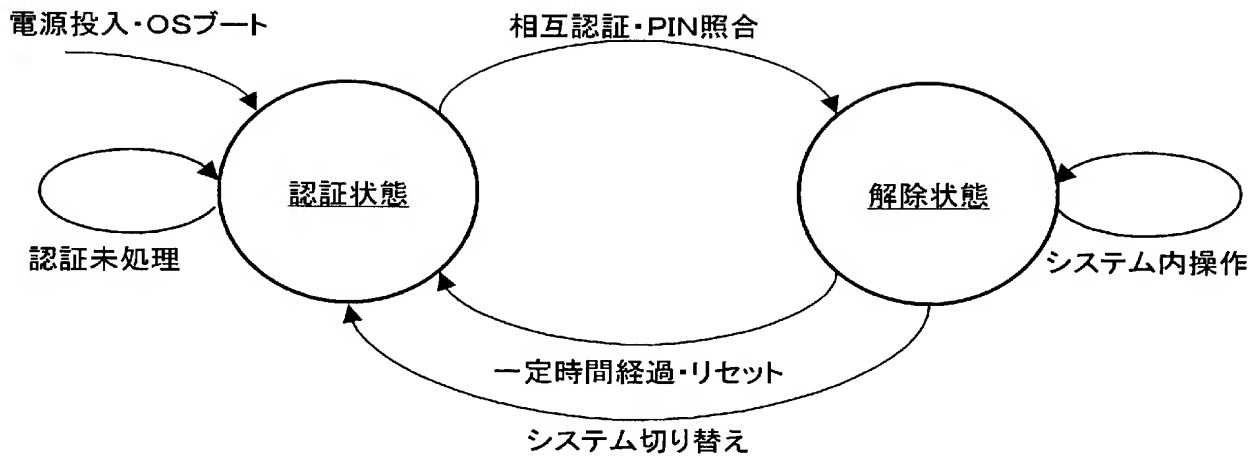 電源投入・OSブート
相互認証・PIN照合
認証状態
解除状態
認証未処理
システム内操作
一定時間経過・リセット
システム切り替え